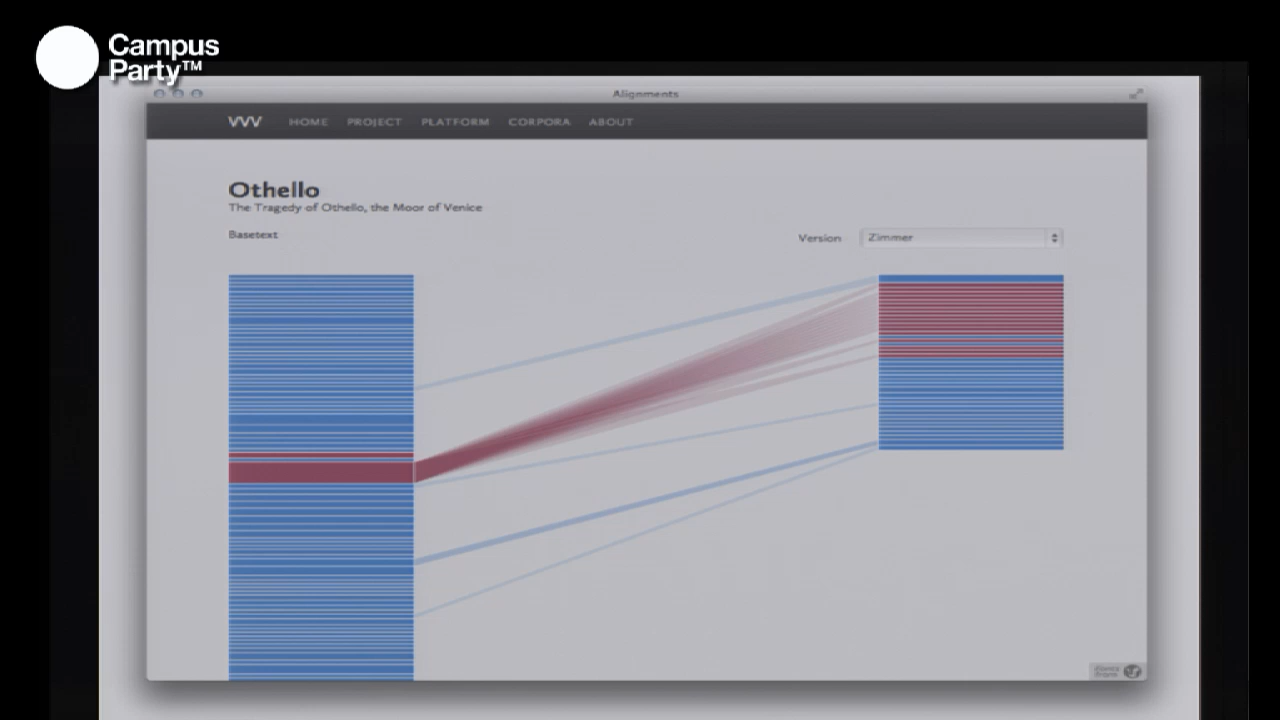 Campus
Party™
Alignments
VVV HOME PROJECT PLATFORM CORPORA ABOUT
Othello
The Tragedy of Othello, the Moor of Venice
Basetext
Version Zimmer